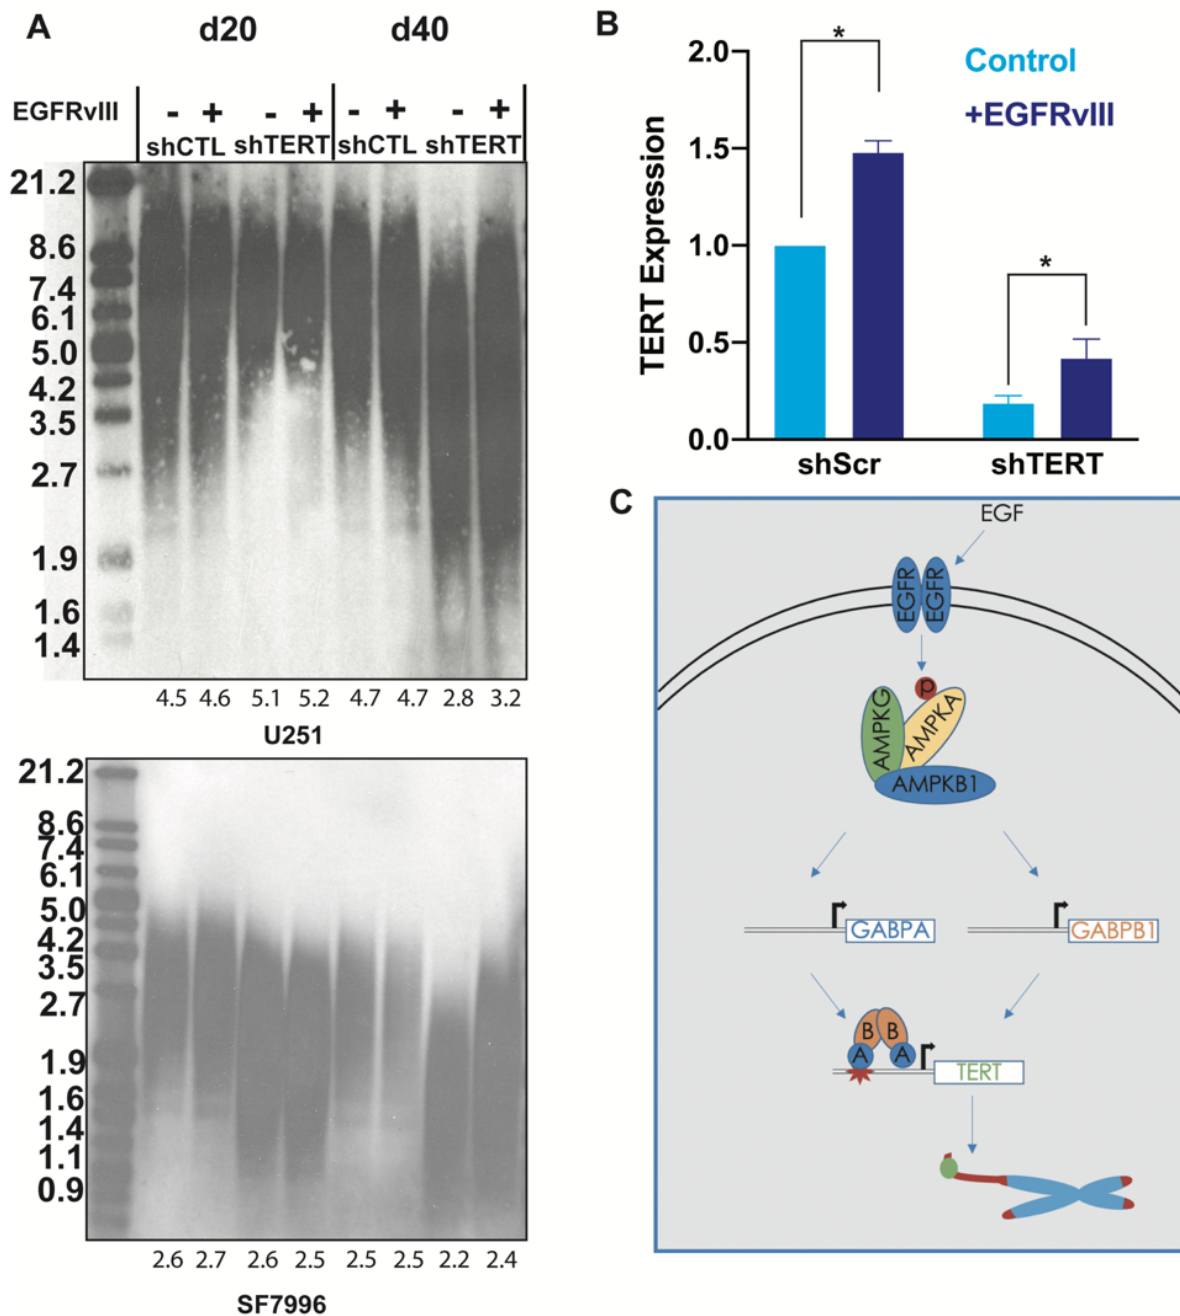 A
d20 d40
EGFRvIII - + - + - + - +
shCTL shTERT shCTL shTERT
21.2
8.6
7.4
6.1
5.0
4.2
3.5
2.7
1.9
1.6
1.4
4.5 4.6 5.1 5.2 4.7 4.7 2.8 3.2
U251
21.2
8.6
7.4
6.1
5.0
4.2
3.5
2.7
1.9
1.6
1.4
1.1
0.9
2.6 2.7 2.6 2.5 2.5 2.5 2.2 2.4
SF7996
B
TERT Expression
2.0
1.5
1.0
0.5
0.0
* *
Control
+EGFRvIII
shScr shTERT
C
EGF
EGFR EGFR
p
AMPKG AMPKA
AMPKB1
GABPA GABPB1
B B
A A
TERT